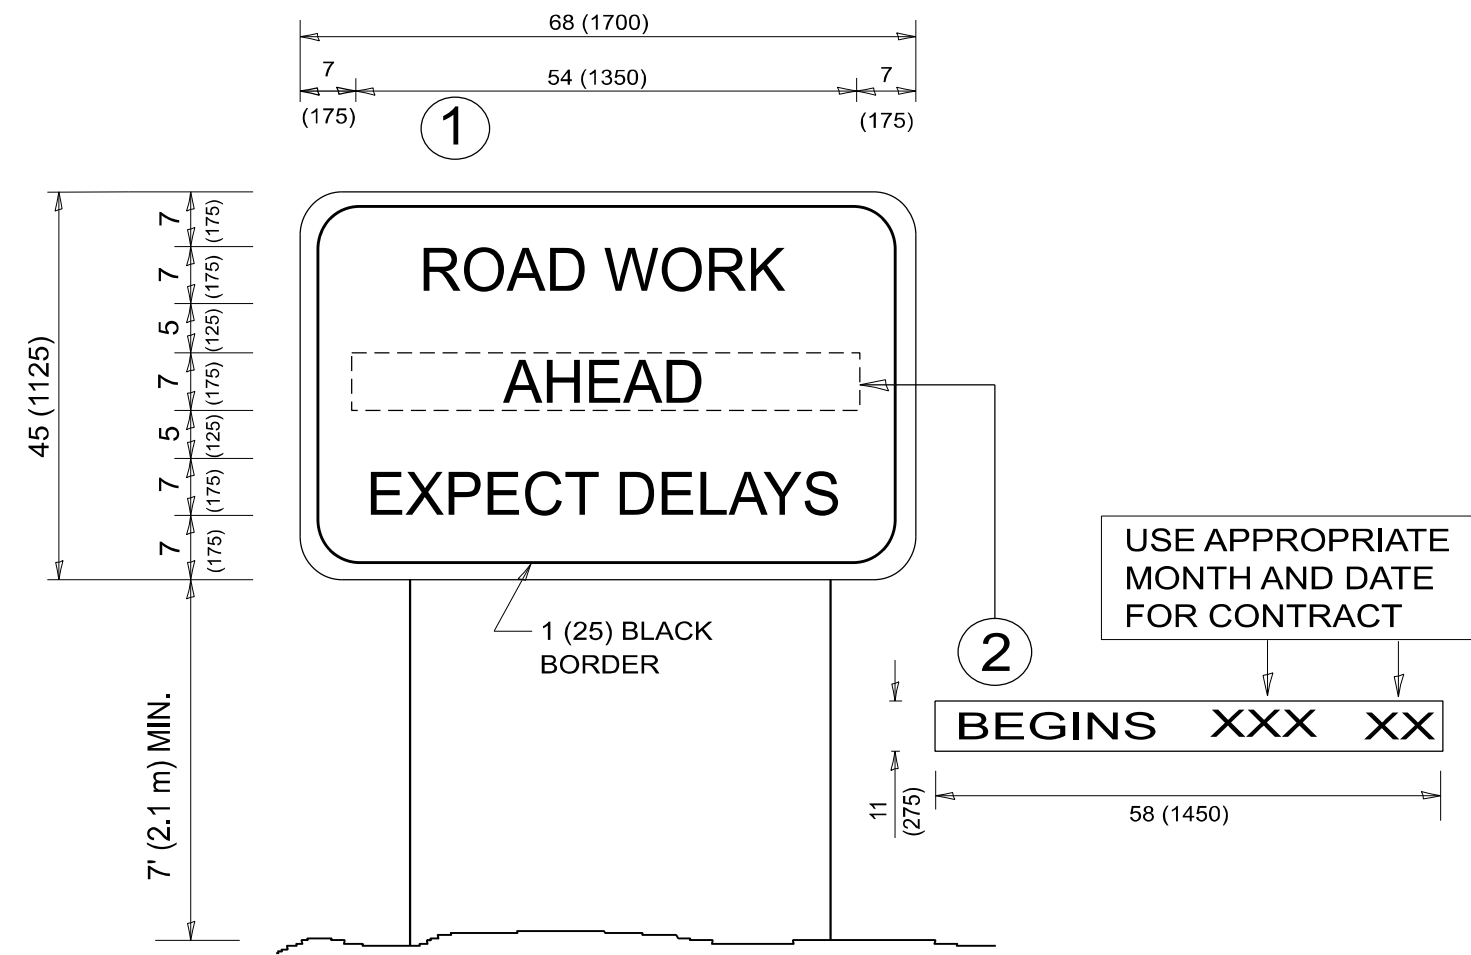 68 (1700)
7
54 (1350)
7
(175)
(175)
1
7
(175)
7
(175)
5
(125)
7
(175)
5
(125)
7
(175)
7
(175)
45 (1125)
ROAD WORK
AHEAD
EXPECT DELAYS
1 (25) BLACK
BORDER
7' (2.1 m) MIN.
2
USE APPROPRIATE
MONTH AND DATE
FOR CONTRACT
BEGINS XXX XX
11
(275)
58 (1450)